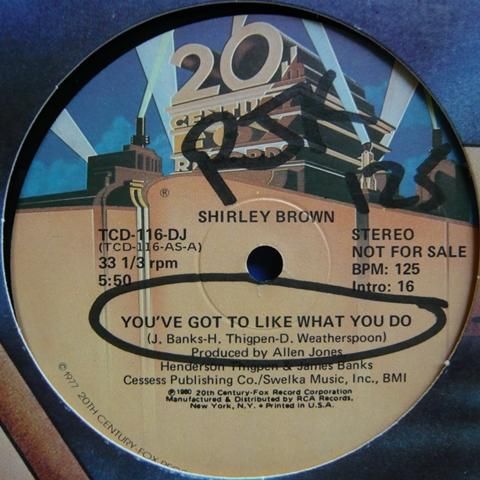 20
CENTURY
RECORDS
RSK
125
®
SHIRLEY BROWN
TCD-116-DJ
(TCD-116-AS-A)
33 1/3 rpm
5:50
STEREO
NOT FOR SALE
BPM: 125
Intro: 16
YOU'VE GOT TO LIKE WHAT YOU DO
(J. Banks-H. Thigpen-D. Weatherspoon)
Produced by Allen Jones
Henderson Thigpen & James Banks
Cessess Publishing Co./Swelka Music, Inc., BMI
℗ 1980 20th Century-Fox Record Corporation
Manufactured & Distributed by RCA Records,
New York, N.Y. • Printed in U.S.A.
© 1977 20TH CENTURY-FOX